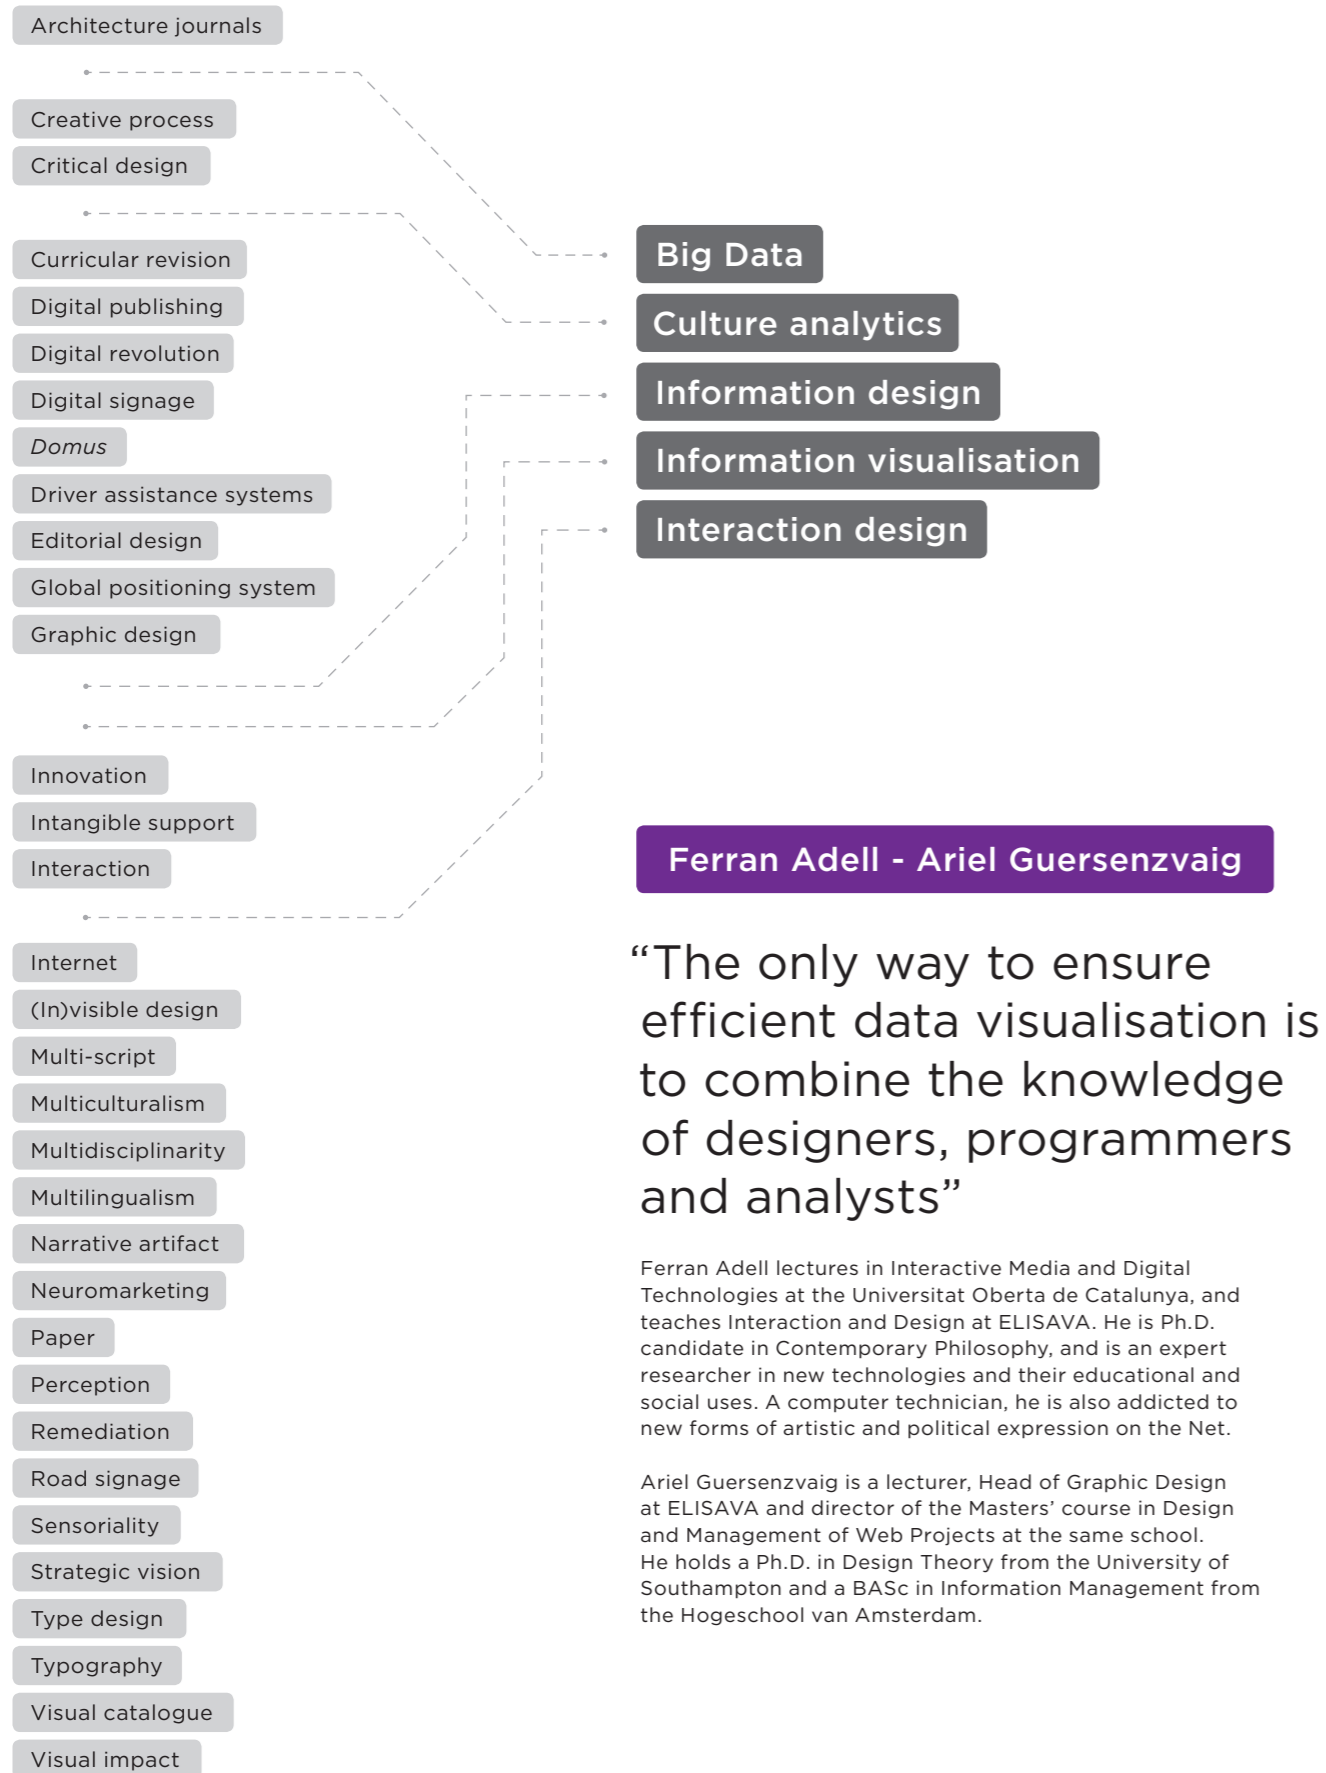 Architecture journals
Creative process
Critical design
Curricular revision
Digital publishing
Digital revolution
Digital signage
Domus
Driver assistance systems
Editorial design
Global positioning system
Graphic design
Innovation
Intangible support
Interaction
Internet
(In)visible design
Multi-script
Multiculturalism
Multidisciplinarity
Multilingualism
Narrative artifact
Neuromarketing
Paper
Perception
Remediation
Road signage
Sensoriality
Strategic vision
Type design
Typography
Visual catalogue
Visual impact
Big Data
Culture analytics
Information design
Information visualisation
Interaction design
Ferran Adell - Ariel Guersenzvaig
“The only way to ensure
efficient data visualisation is
to combine the knowledge
of designers, programmers
and analysts”
Ferran Adell lectures in Interactive Media and Digital
Technologies at the Universitat Oberta de Catalunya, and
teaches Interaction and Design at ELISAVA. He is Ph.D.
candidate in Contemporary Philosophy, and is an expert
researcher in new technologies and their educational and
social uses. A computer technician, he is also addicted to
new forms of artistic and political expression on the Net.
Ariel Guersenzvaig is a lecturer, Head of Graphic Design
at ELISAVA and director of the Masters’ course in Design
and Management of Web Projects at the same school.
He holds a Ph.D. in Design Theory from the University of
Southampton and a BASc in Information Management from
the Hogeschool van Amsterdam.